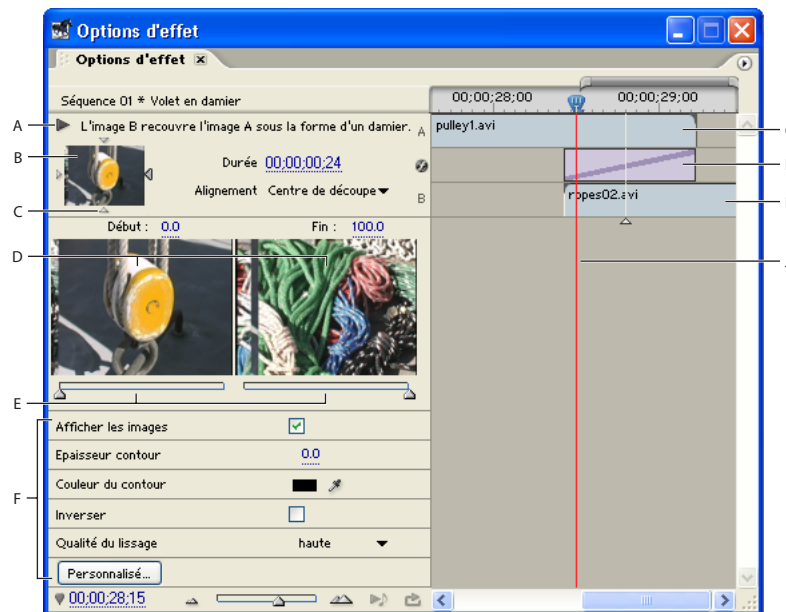 Options d'effet
Options d'effet
Séquence 01 * Volet en damier
00;00;28;00 00;00;29;00
A L'image B recouvre l'image A sous la forme d'un damier. A pulley1.avi
B Durée 00;00;00;24
Alignement Centre de découpe B ropes02.avi
C
Début : 0.0 Fin : 100.0
D
E
F
Afficher les images
Epaisseur contour 0.0
Couleur du contour
Inverser
Qualité du lissage haute
Personnalisé...
00;00;28;15